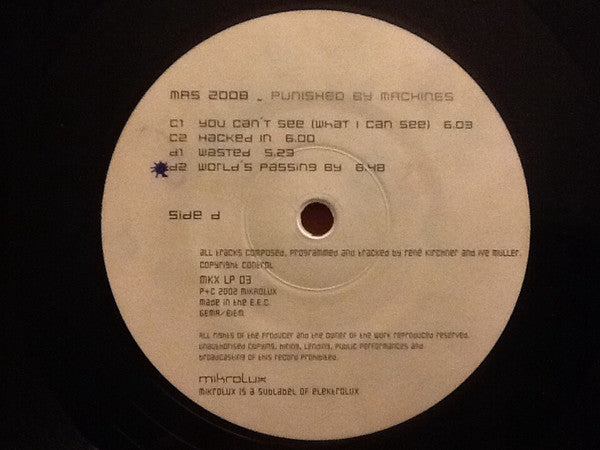 MAS 2008 _ PUNISHED BY MACHINES
C1 YOU CAN'T SEE (WHAT I CAN SEE) 6.03
C2 HACKED IN 6.00
d1 WASTED 5.23
d2 WORLD'S PASSING BY 6.48
Side d
ALL TRACKS COMPOSED, PROGRAMMED AND TRACKED BY RENÉ KIRCHNER AND IVE MÜLLER.
COPYRIGHT CONTROL
MKX LP 03
P+C 2002 MIKROLUX
MADE IN THE E.E.C.
GEMA/BIEM
ALL RIGHTS OF THE PRODUCER AND THE OWNER OF THE WORK REPRODUCED RESERVED.
UNAUTHORISED COPYING, HIRING, LENDING, PUBLIC PERFORMANCES AND
BROADCASTING OF THIS RECORD PROHIBITED.
mikrolux
MIKROLUX IS A SUBLABEL OF ELEKTROLUX